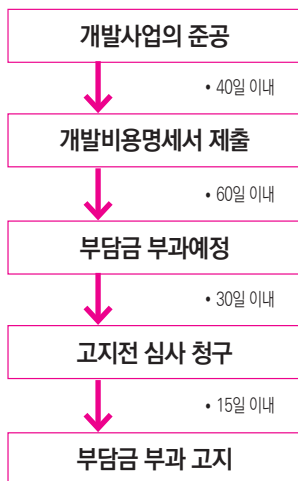 개발사업의 준공
• 40일 이내
개발비용명세서 제출
• 60일 이내
부담금 부과예정
• 30일 이내
고지전 심사 청구
• 15일 이내
부담금 부과 고지